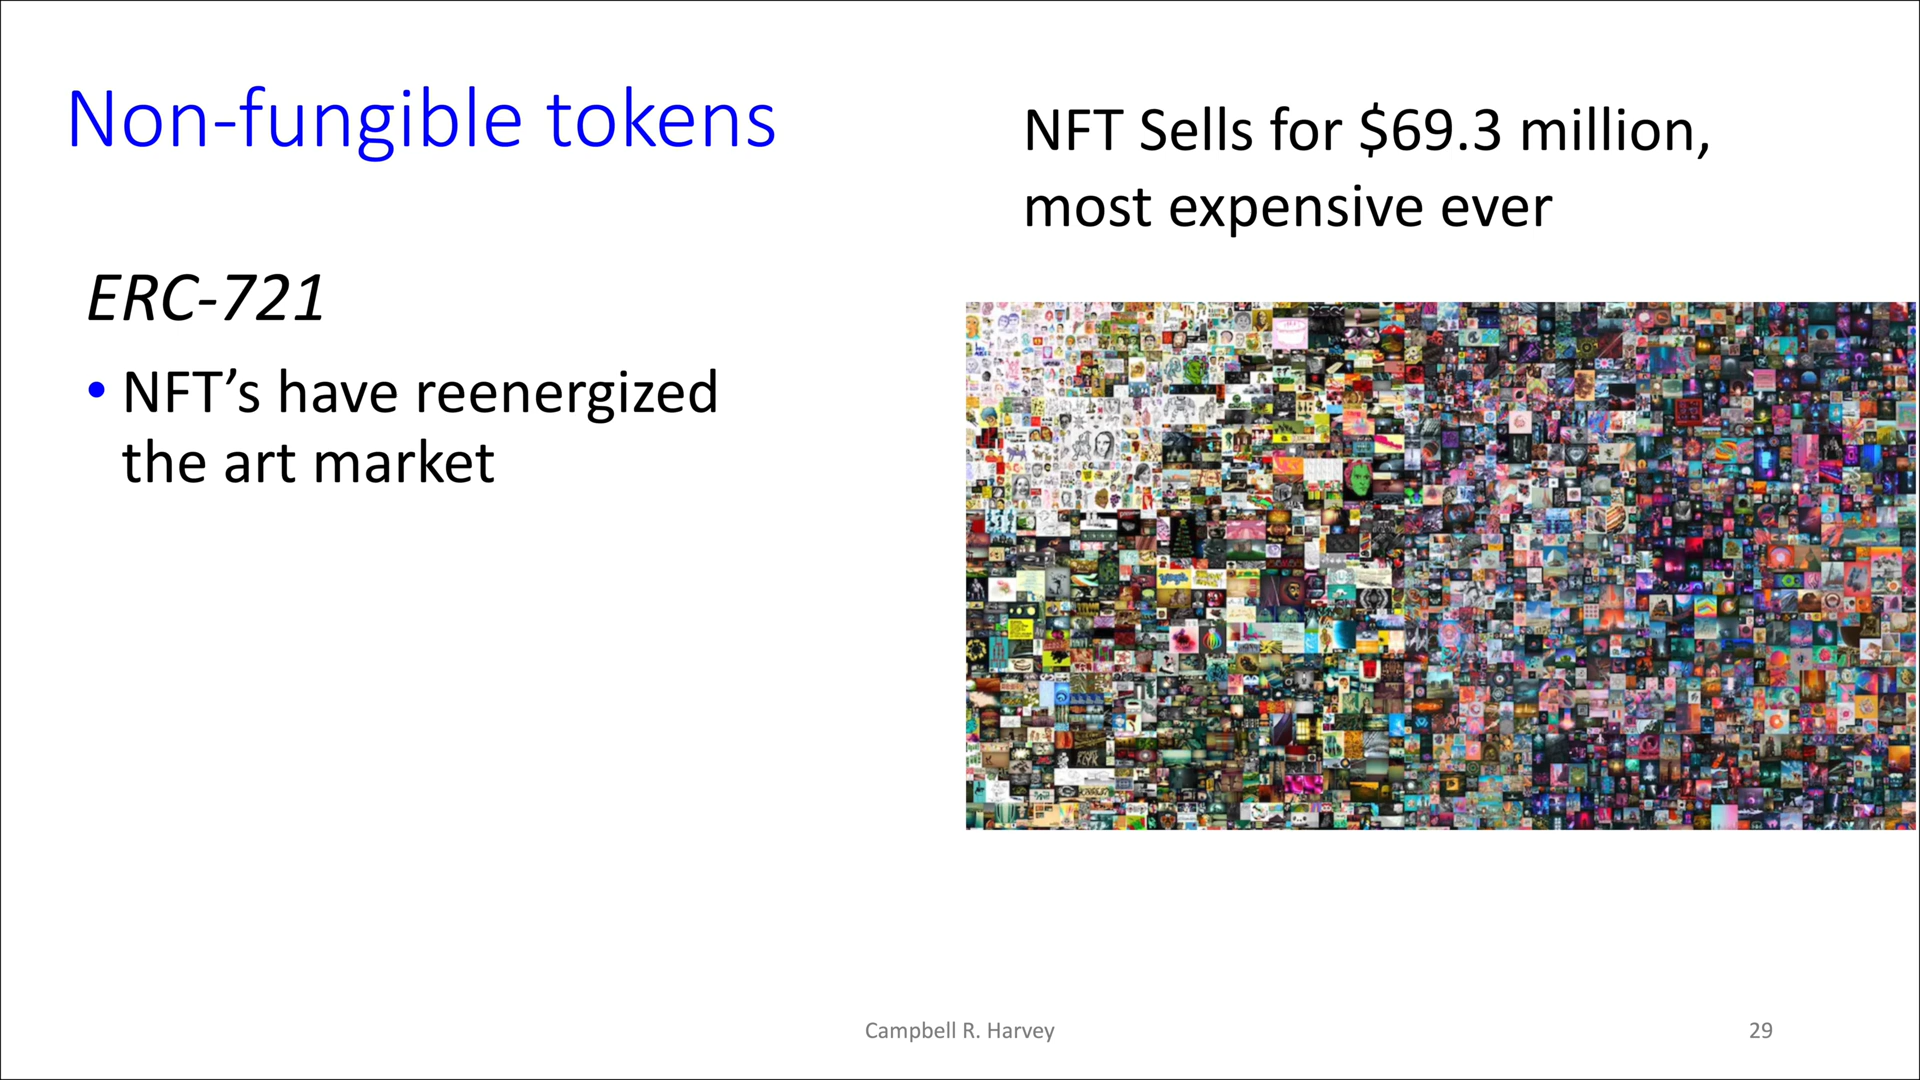 Non-fungible tokens
NFT Sells for $69.3 million,
most expensive ever
ERC-721
• NFT’s have reenergized
the art market
Campbell R. Harvey
29